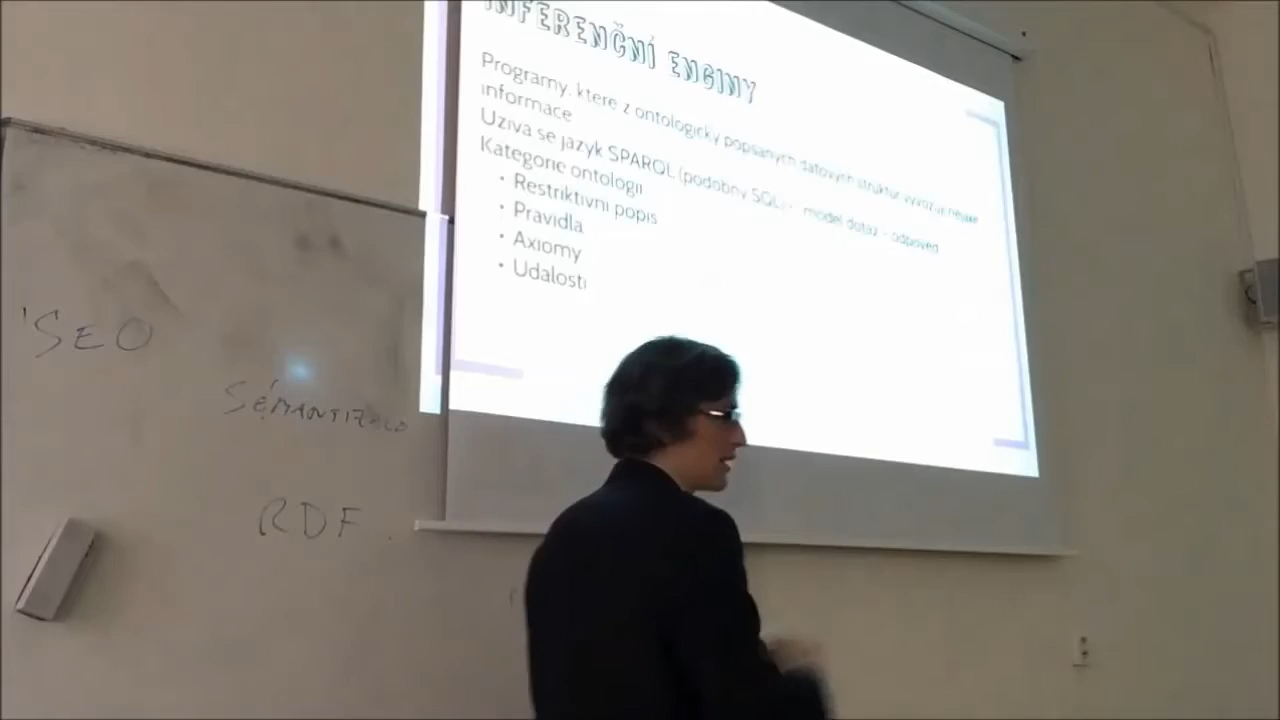 INFERENČNÍ ENGINY
Programy, ktere z ontologicky popsanych datovych struktur vyvozuji nejake
informace
Uziva se jazyk SPARQL (podobny SQL) - model dotaz - odpoved
Kategorie ontologii
• Restriktivni popis
• Pravidla
• Axiomy
• Udalosti
SEO
RDF